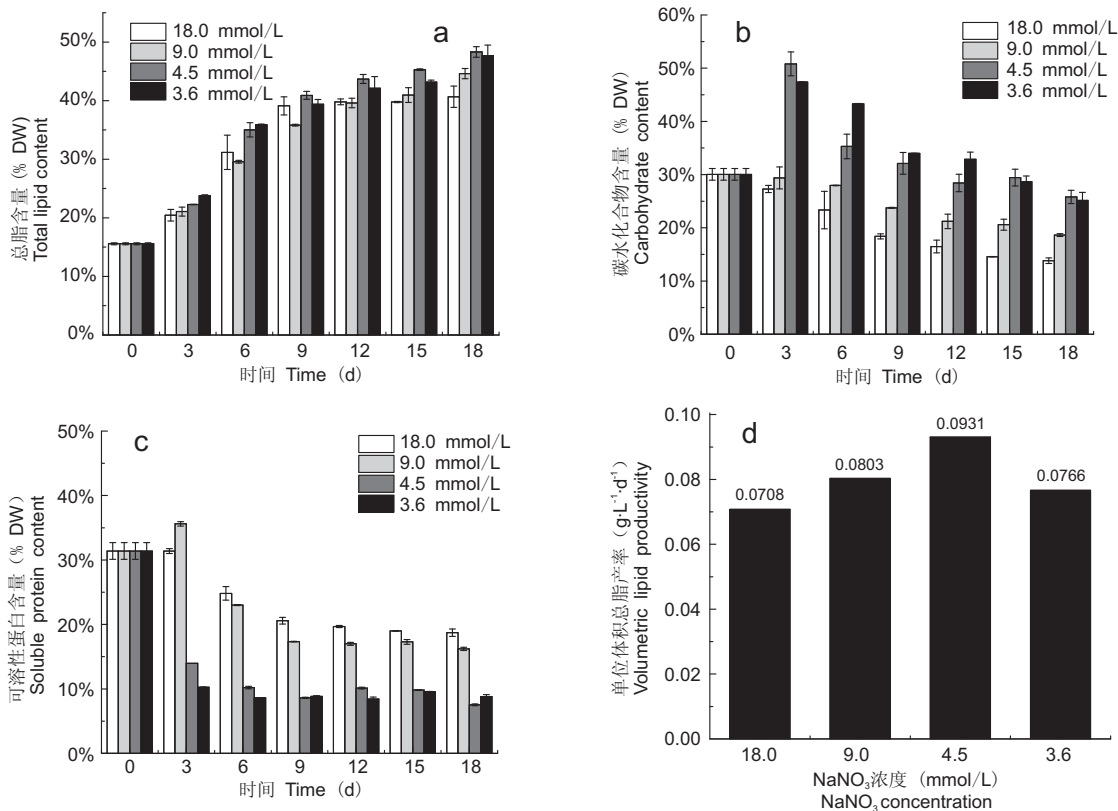 a
18.0 mmol/L
9.0 mmol/L
4.5 mmol/L
3.6 mmol/L
总脂含量 (% DW)
Total lipid content
50%
40%
30%
20%
10%
0%
0 3 6 9 12 15 18
时间 Time (d)
b
18.0 mmol/L
9.0 mmol/L
4.5 mmol/L
3.6 mmol/L
碳水化合物含量 (% DW)
Carbohydrate content
60%
50%
40%
30%
20%
10%
0%
0 3 6 9 12 15 18
时间 Time (d)
c
18.0 mmol/L
9.0 mmol/L
4.5 mmol/L
3.6 mmol/L
可溶性蛋白含量 (% DW)
Soluble protein content
50%
40%
30%
20%
10%
0%
0 3 6 9 12 15 18
时间 Time (d)
d
单位体积总脂产率 (g·L⁻¹·d⁻¹)
Volumetric lipid productivity
0.10
0.08
0.06
0.04
0.02
0.00
0.0708
0.0803
0.0931
0.0766
18.0 9.0 4.5 3.6
NaNO₃浓度 (mmol/L)
NaNO₃ concentration